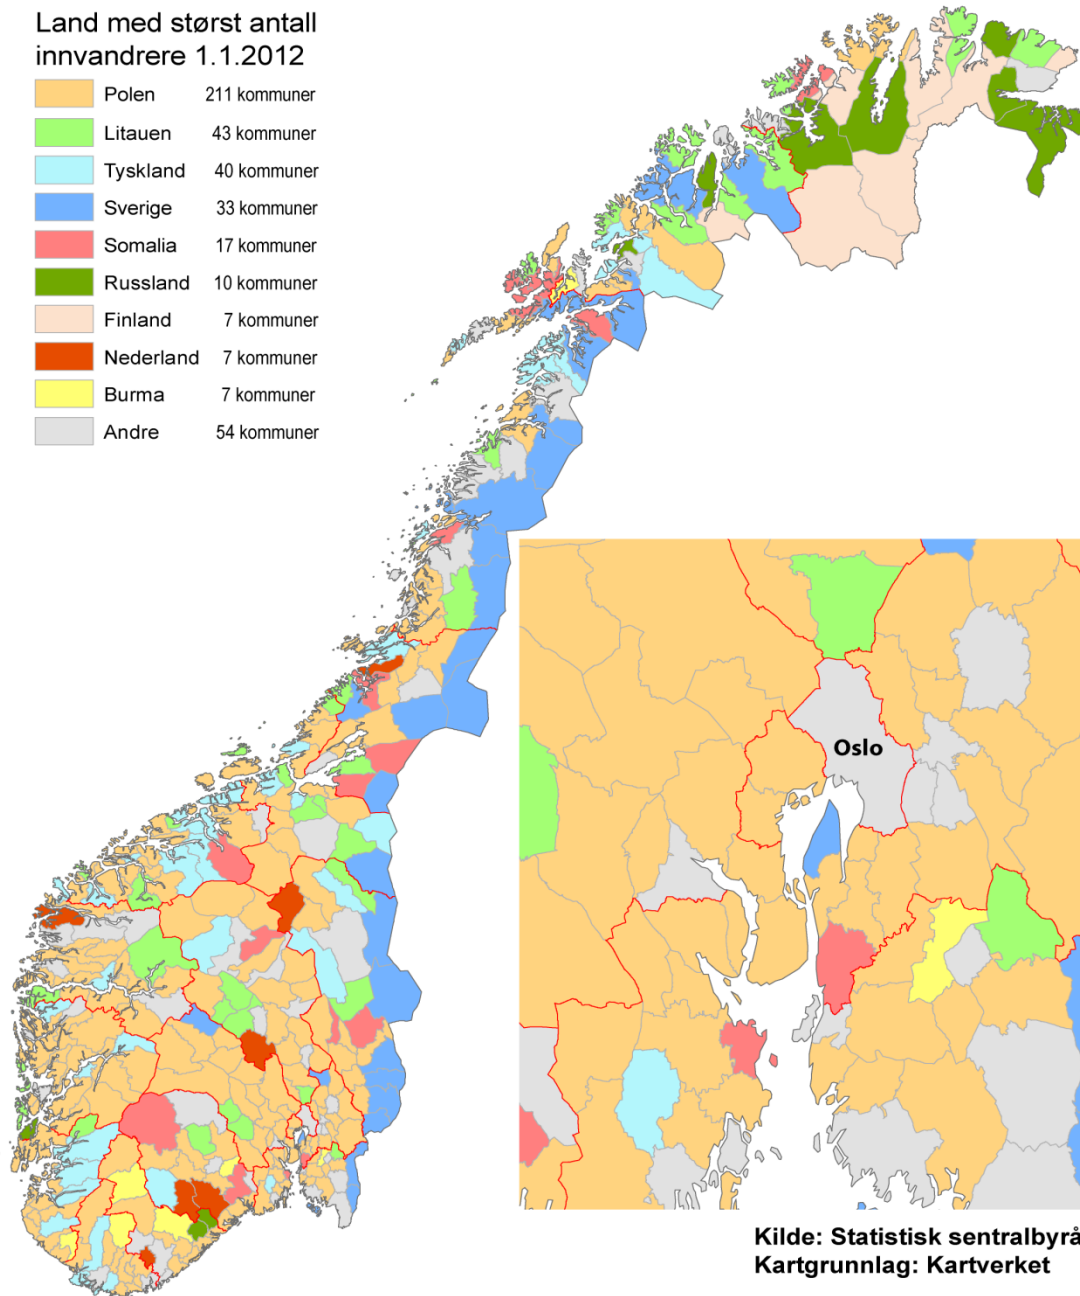 Land med størst antall
innvandrere 1.1.2012
Polen 211 kommuner
Litauen 43 kommuner
Tyskland 40 kommuner
Sverige 33 kommuner
Somalia 17 kommuner
Russland 10 kommuner
Finland 7 kommuner
Nederland 7 kommuner
Burma 7 kommuner
Andre 54 kommuner
Oslo
Kilde: Statistisk sentralbyrå
Kartgrunnlag: Kartverket